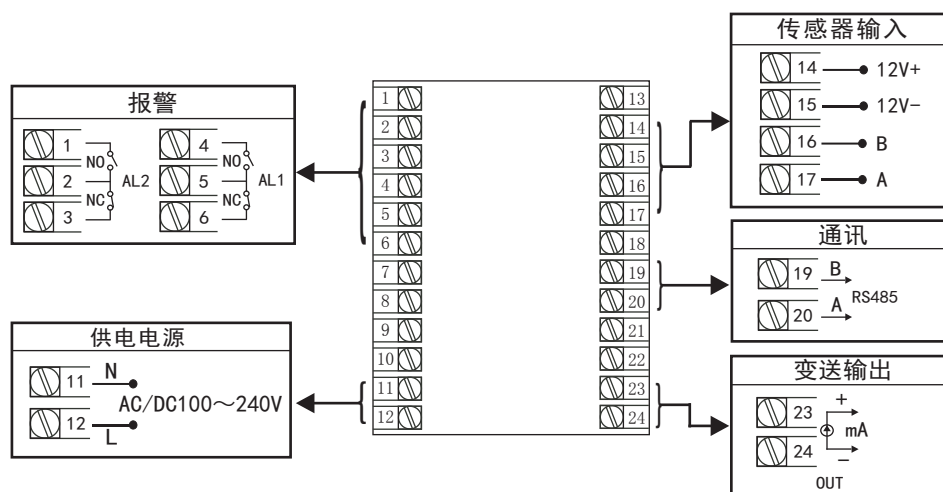 报警
1
NO
2
AL2
NC
3
4
NO
5
AL1
NC
6
供电电源
11
N
AC/DC100～240V
12
L
1
2
3
4
5
6
7
8
9
10
11
12
13
14
15
16
17
18
19
20
21
22
23
24
传感器输入
14 12V+
15 12V-
16 B
17 A
通讯
19 B
RS485
20 A
变送输出
23 +
mA
24 -
OUT